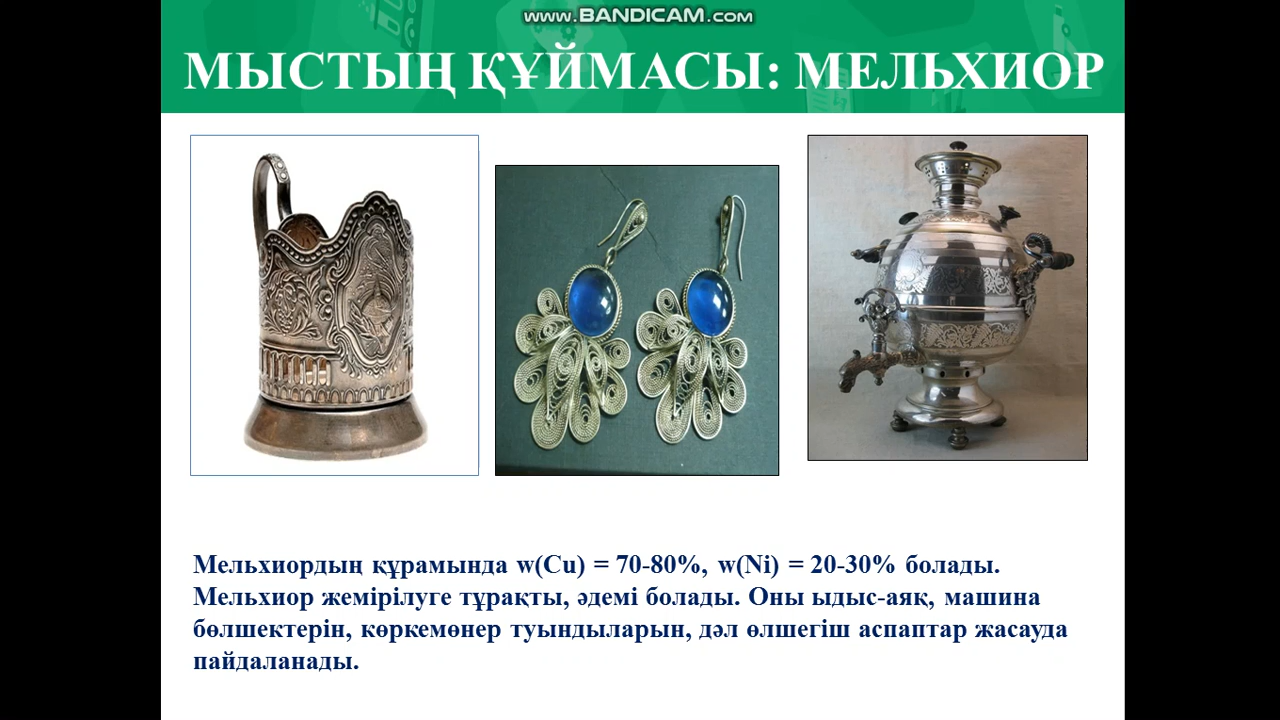 www.BANDICAM.com
МЫСТЫҢ ҚҰЙМАСЫ: МЕЛЬХИОР
Мельхиордың құрамында w(Cu) = 70-80%, w(Ni) = 20-30% болады.
Мельхиор жемірілуге тұрақты, әдемі болады. Оны ыдыс-аяқ, машина
бөлшектерін, көркемөнер туындыларын, дәл өлшегіш аспаптар жасауда
пайдаланады.